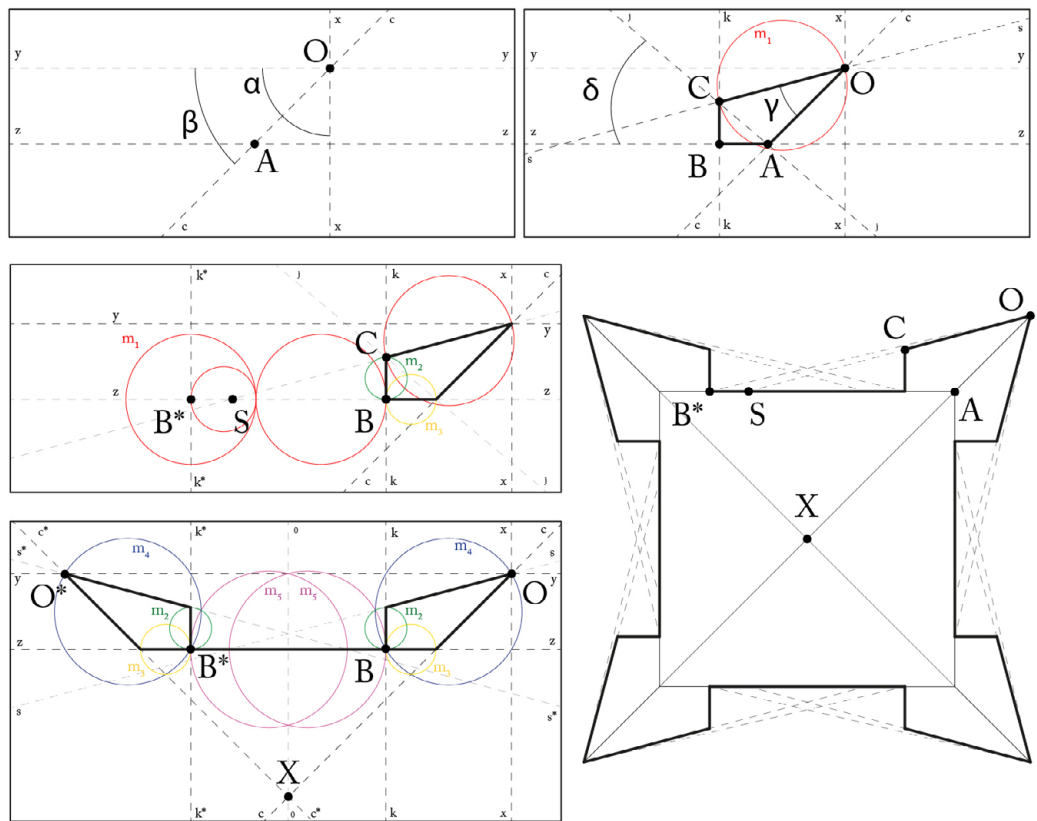 x c
O
y y
α
β
z z
A
c x
j k x c
s
m₁
y y
O
C
δ
γ
z z
s
B A
c k x j
k* j k x c
y y
m₁
C
m₂
z z
B* S B
m₃
k* c k j
c* k* o k x c
s* s
m₄ m₄
y y
O* O
m₅ m₅
m₂ m₂
z z
m₃ B* B m₃
s s*
X
k* c o c* k x
O
C
B* S A
X